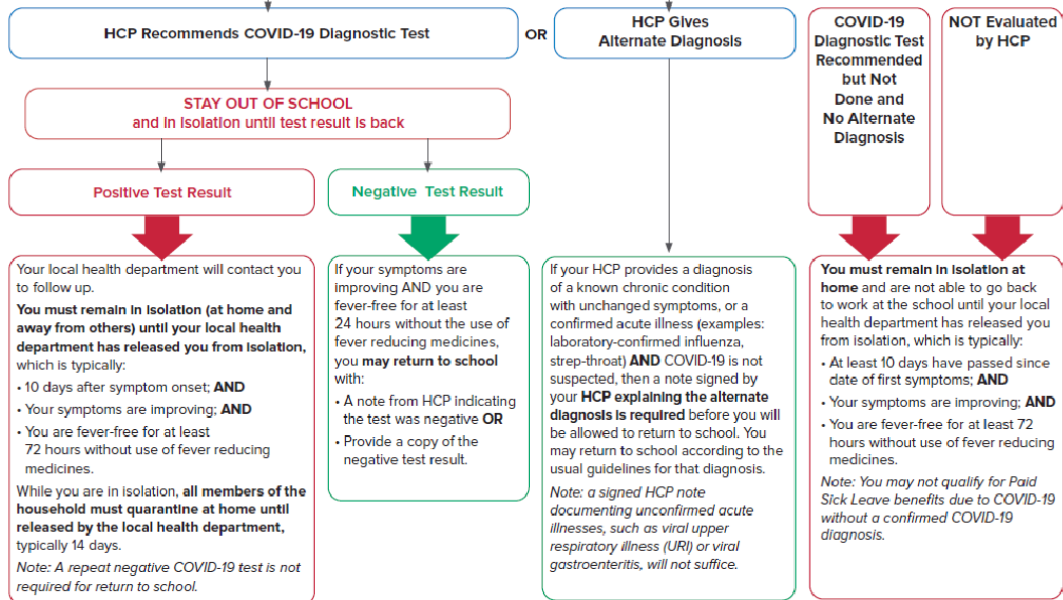 HCP Recommends COVID-19 Diagnostic Test
OR
HCP Gives
Alternate Diagnosis
COVID-19
Diagnostic Test
Recommended
but Not
Done and
No Alternate
Diagnosis
NOT Evaluated
by HCP
STAY OUT OF SCHOOL
and in isolation until test result is back
Positive Test Result
Negative Test Result
Your local health department will contact you
to follow up.
You must remain in isolation (at home and
away from others) until your local health
department has released you from isolation,
which is typically:
• 10 days after symptom onset; AND
• Your symptoms are improving; AND
• You are fever-free for at least
72 hours without use of fever reducing
medicines.
While you are in isolation, all members of the
household must quarantine at home until
released by the local health department,
typically 14 days.
Note: A repeat negative COVID-19 test is not
required for return to school.
If your symptoms are
improving AND you are
fever-free for at least
24 hours without the use of
fever reducing medicines,
you may return to school
with:
• A note from HCP indicating
the test was negative OR
• Provide a copy of the
negative test result.
If your HCP provides a diagnosis
of a known chronic condition
with unchanged symptoms, or a
confirmed acute illness (examples:
laboratory-confirmed influenza,
strep-throat) AND COVID-19 is not
suspected, then a note signed by
your HCP explaining the alternate
diagnosis is required before you will
be allowed to return to school. You
may return to school according to the
usual guidelines for that diagnosis.
Note: a signed HCP note
documenting unconfirmed acute
illnesses, such as viral upper
respiratory illness (URI) or viral
gastroenteritis, will not suffice.
You must remain in isolation at
home and are not able to go back
to work at the school until your local
health department has released you
from isolation, which is typically:
• At least 10 days have passed since
date of first symptoms; AND
• Your symptoms are improving; AND
• You are fever-free for at least 72
hours without use of fever reducing
medicines.
Note: You may not qualify for Paid
Sick Leave benefits due to COVID-19
without a confirmed COVID-19
diagnosis.